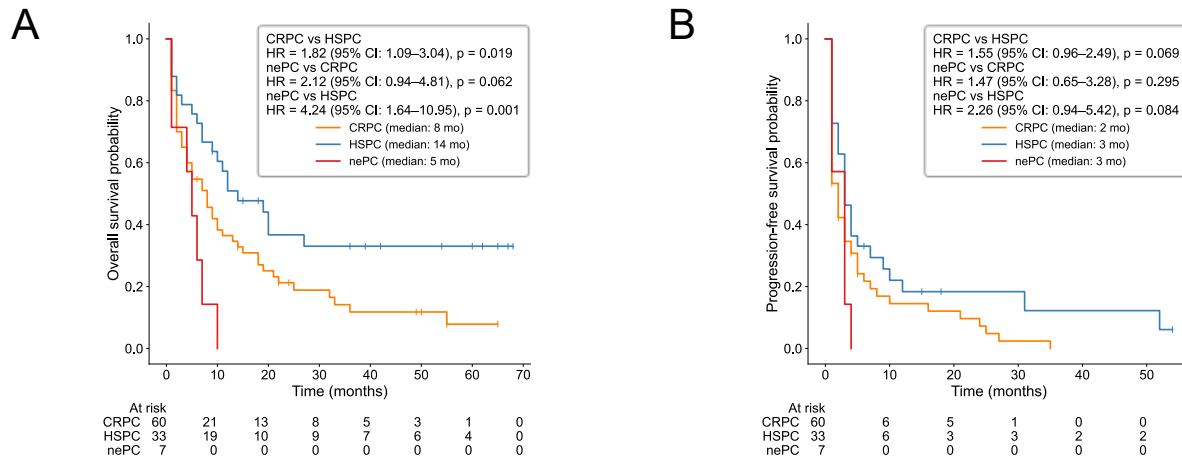 A
CRPC vs HSPC
HR = 1.82 (95% CI: 1.09–3.04), p = 0.019
nePC vs CRPC
HR = 2.12 (95% CI: 0.94–4.81), p = 0.062
nePC vs HSPC
HR = 4.24 (95% CI: 1.64–10.95), p = 0.001
CRPC (median: 8 mo)
HSPC (median: 14 mo)
nePC (median: 5 mo)
Overall survival probability
1.0
0.8
0.6
0.4
0.2
0.0
0 10 20 30 40 50 60 70
Time (months)
At risk
CRPC 60 21 13 8 5 3 1 0
HSPC 33 19 10 9 7 6 4 0
nePC 7 0 0 0 0 0 0 0
B
CRPC vs HSPC
HR = 1.55 (95% CI: 0.96–2.49), p = 0.069
nePC vs CRPC
HR = 1.47 (95% CI: 0.65–3.28), p = 0.295
nePC vs HSPC
HR = 2.26 (95% CI: 0.94–5.42), p = 0.084
CRPC (median: 2 mo)
HSPC (median: 3 mo)
nePC (median: 3 mo)
Progression-free survival probability
1.0
0.8
0.6
0.4
0.2
0.0
0 10 20 30 40 50
Time (months)
At risk
CRPC 60 6 5 1 0 0
HSPC 33 6 3 3 2 2
nePC 7 0 0 0 0 0